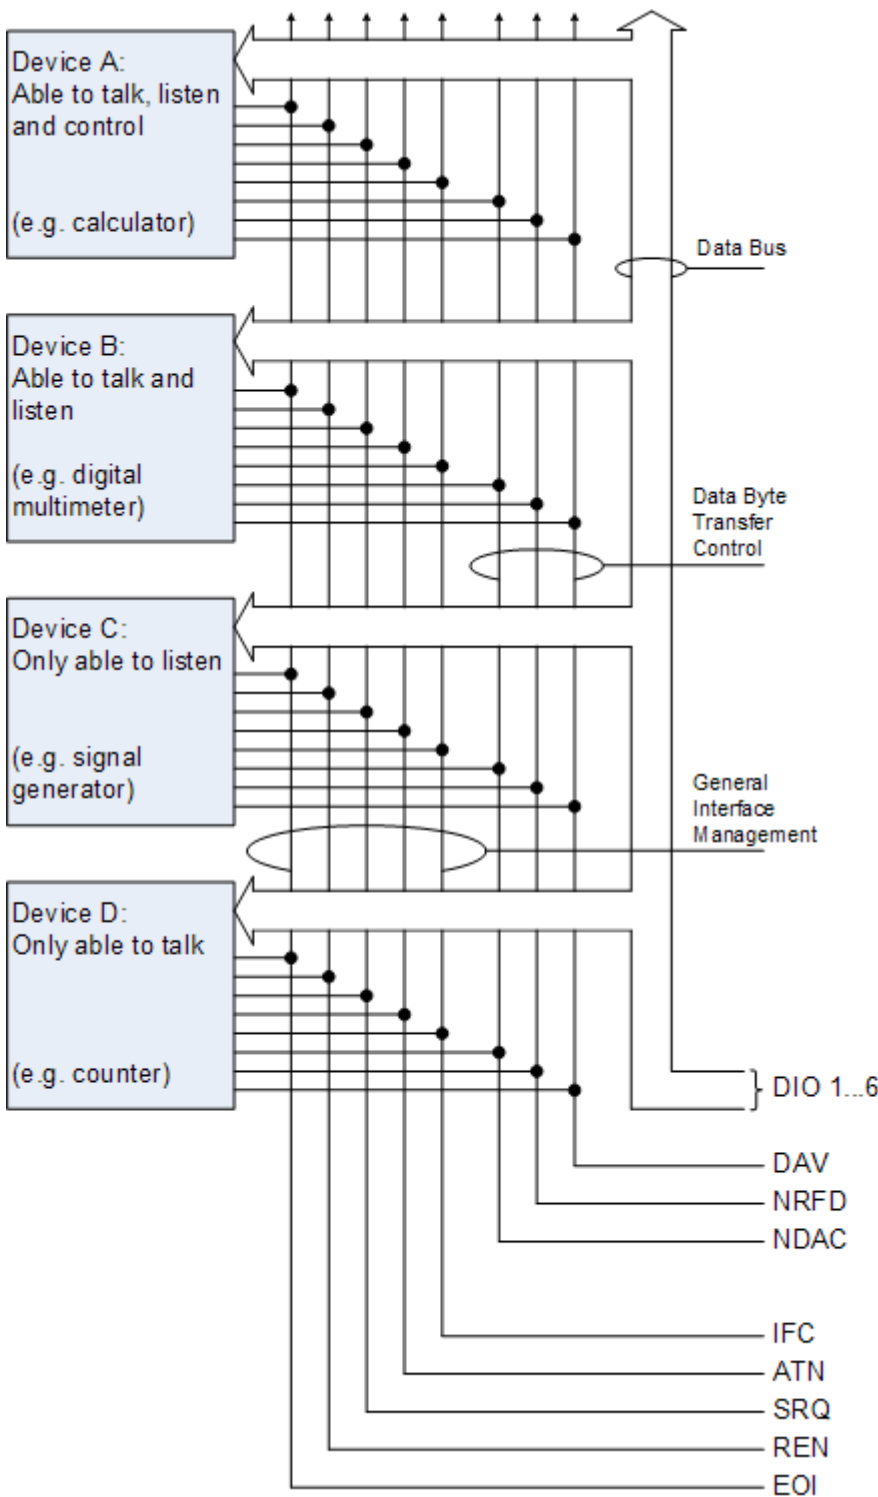 Device A:
Able to talk, listen
and control
(e.g. calculator)
Data Bus
Device B:
Able to talk and
listen
(e.g. digital
multimeter)
Data Byte
Transfer
Control
Device C:
Only able to listen
(e.g. signal
generator)
General
Interface
Management
Device D:
Only able to talk
(e.g. counter)
DIO 1...6
DAV
NRFD
NDAC
IFC
ATN
SRQ
REN
EOI